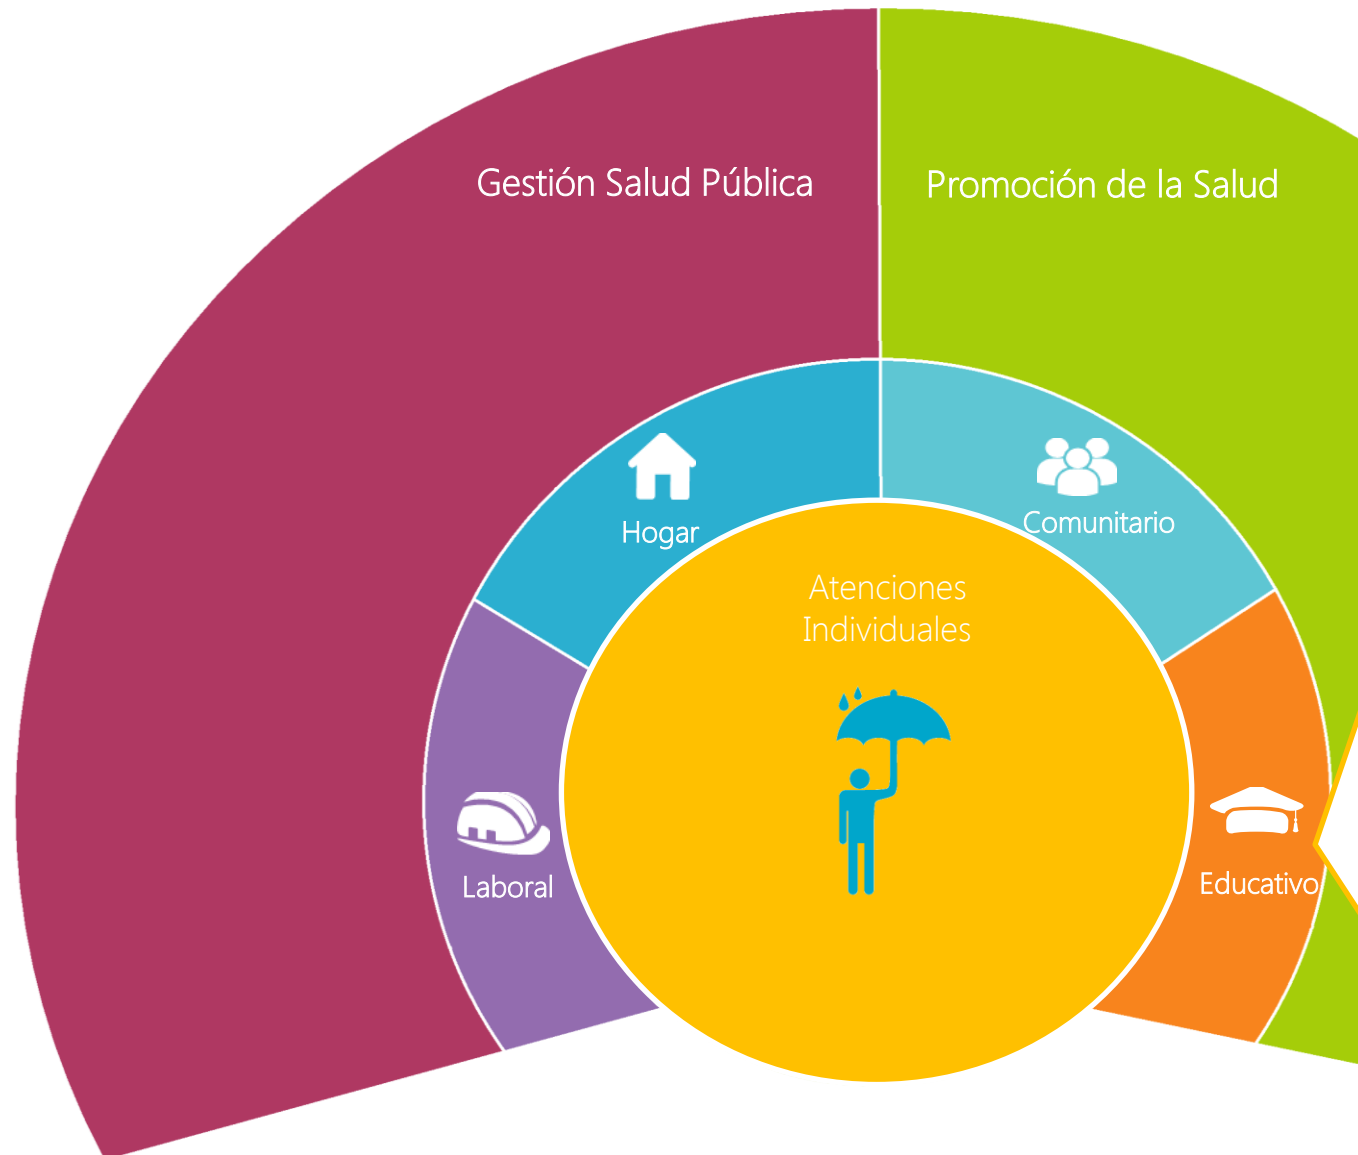 Gestión Salud Pública
Promoción de la Salud
Hogar
Comunitario
Atenciones
Individuales
Laboral
Educativo